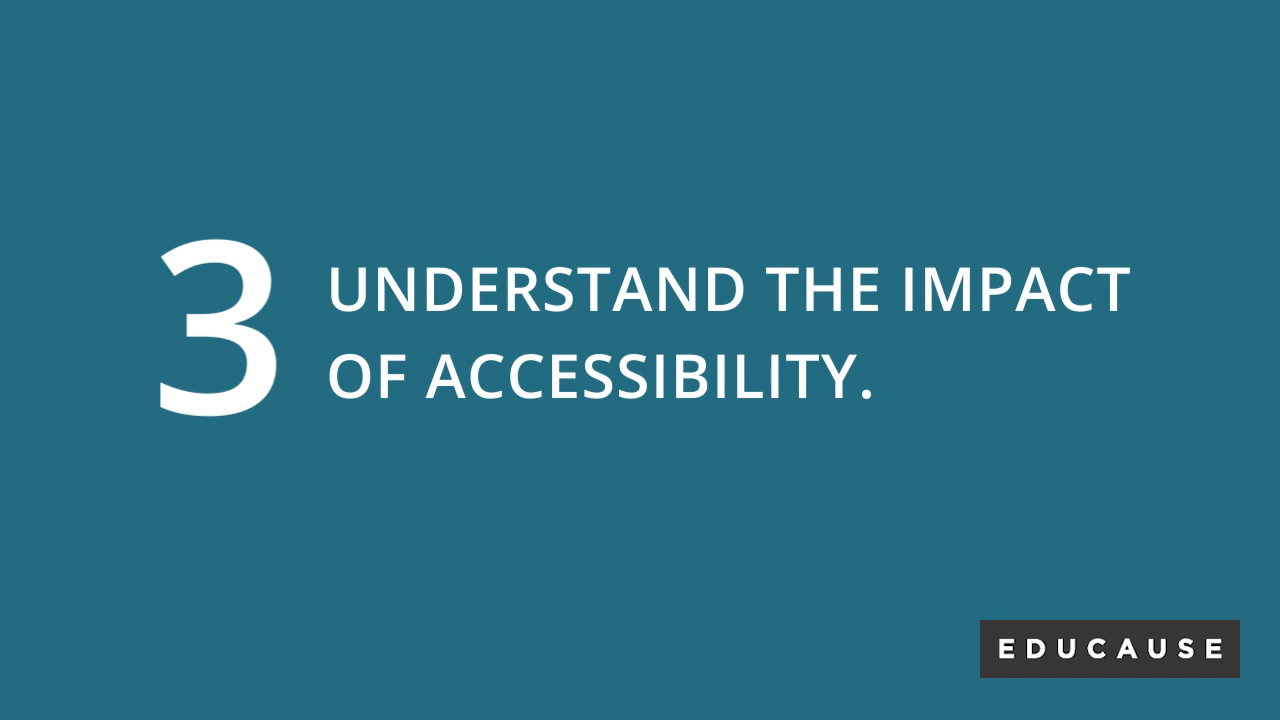 3
UNDERSTAND THE IMPACT
OF ACCESSIBILITY.
EDUCAUSE